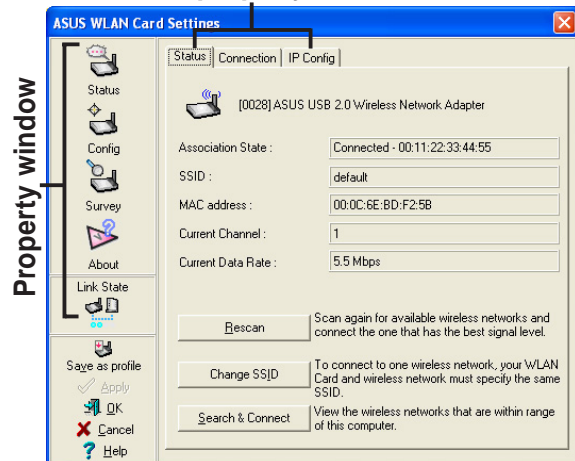 ASUS WLAN Card Settings
Property window
Status
Config
Survey
About
Link State
Save as profile
Apply
OK
Cancel
Help
Status Connection IP Config
[0028] ASUS USB 2.0 Wireless Network Adapter
Association State : Connected - 00:11:22:33:44:55
SSID : default
MAC address : 00:0C:6E:BD:F2:5B
Current Channel : 1
Current Data Rate : 5.5 Mbps
Rescan
Scan again for available wireless networks and
connect the one that has the best signal level.
Change SSID
To connect to one wireless network, your WLAN
Card and wireless network must specify the same
SSID.
Search & Connect
View the wireless networks that are within range
of this computer.